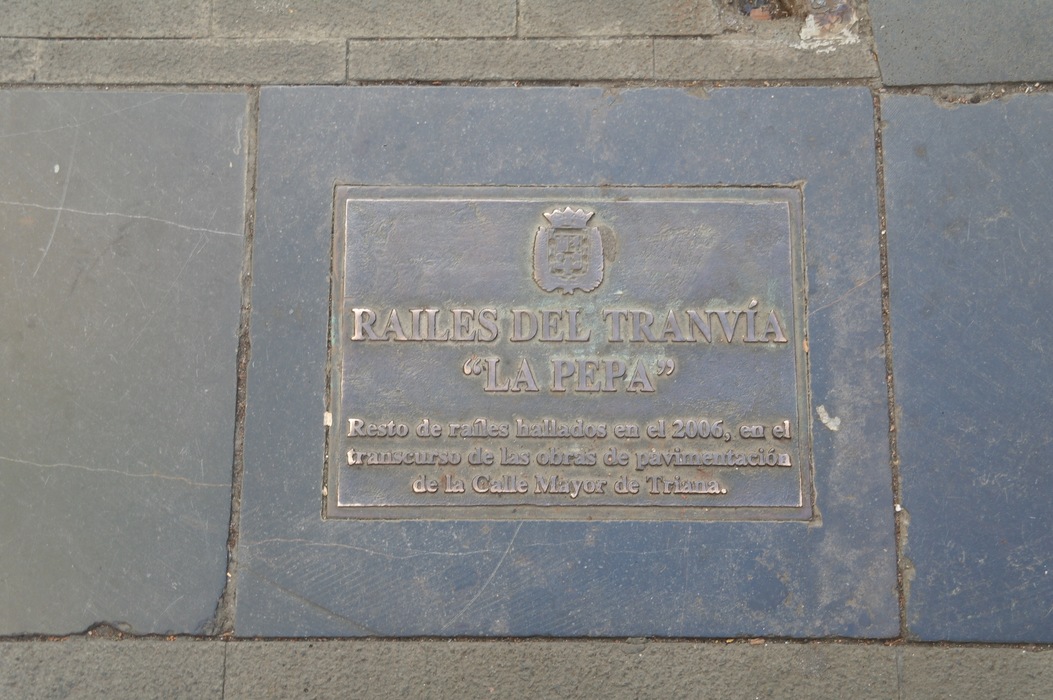 RAILES DEL TRANVÍA
“LA PEPA”
Resto de raíles hallados en el 2006, en el
transcurso de las obras de pavimentación
de la Calle Mayor de Triana.